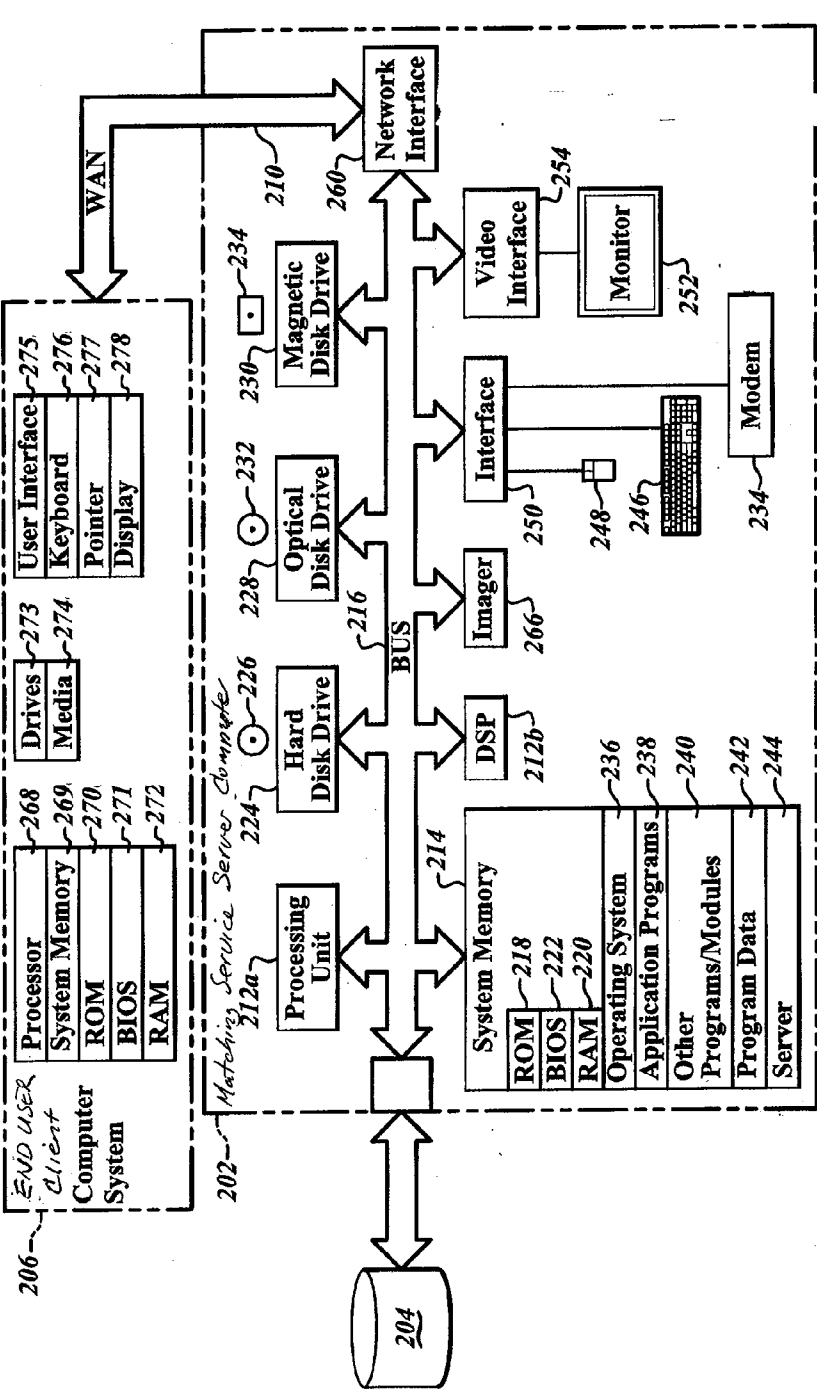 206
END USER
Client
Computer
System
Processor
268
System Memory
269
ROM
270
BIOS
271
RAM
272
Drives
273
Media
274
User Interface
275
Keyboard
276
Pointer
277
Display
278
WAN
210
202
Matching Service Server Compute
212a
Processing
Unit
224
226
Hard
Disk Drive
228
232
Optical
Disk Drive
230
234
Magnetic
Disk Drive
260
Network
Interface
216
BUS
204
214
System Memory
ROM
218
BIOS
222
RAM
220
Operating System
236
Application Programs
238
Other
Programs/Modules
240
Program Data
242
Server
244
DSP
212b
Imager
266
Interface
250
248
246
Modem
234
Video
Interface
254
Monitor
252